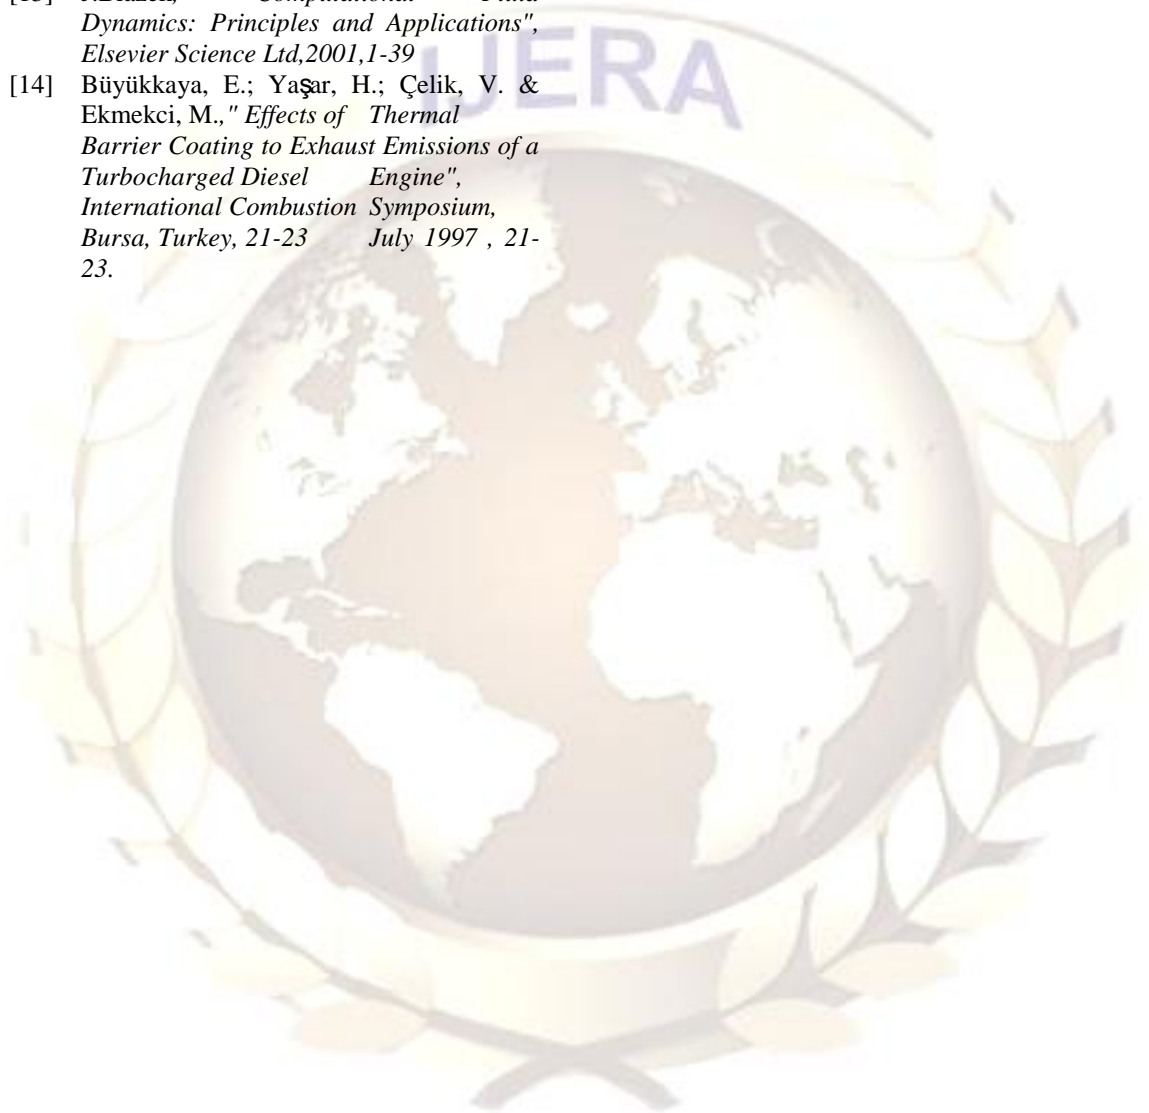 Dynamics: Principles and Applications",
Elsevier Science Ltd,2001,1-39
[14] Büyükkaya, E.; Yaşar, H.; Çelik, V. &
Ekmekci, M.," Effects of Thermal
Barrier Coating to Exhaust Emissions of a
Turbocharged Diesel Engine",
International Combustion Symposium,
Bursa, Turkey, 21-23 July 1997 , 21-
23.
IJERA